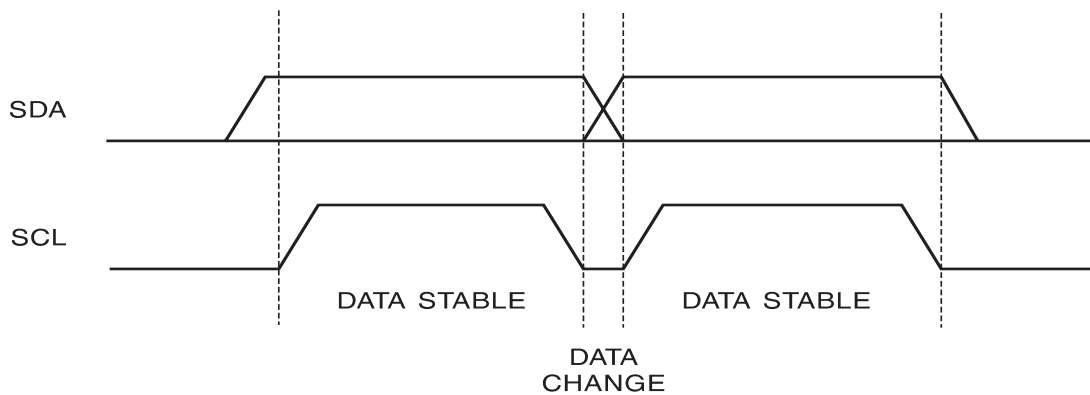 SDA
SCL
DATA STABLE
DATA STABLE
DATA
CHANGE